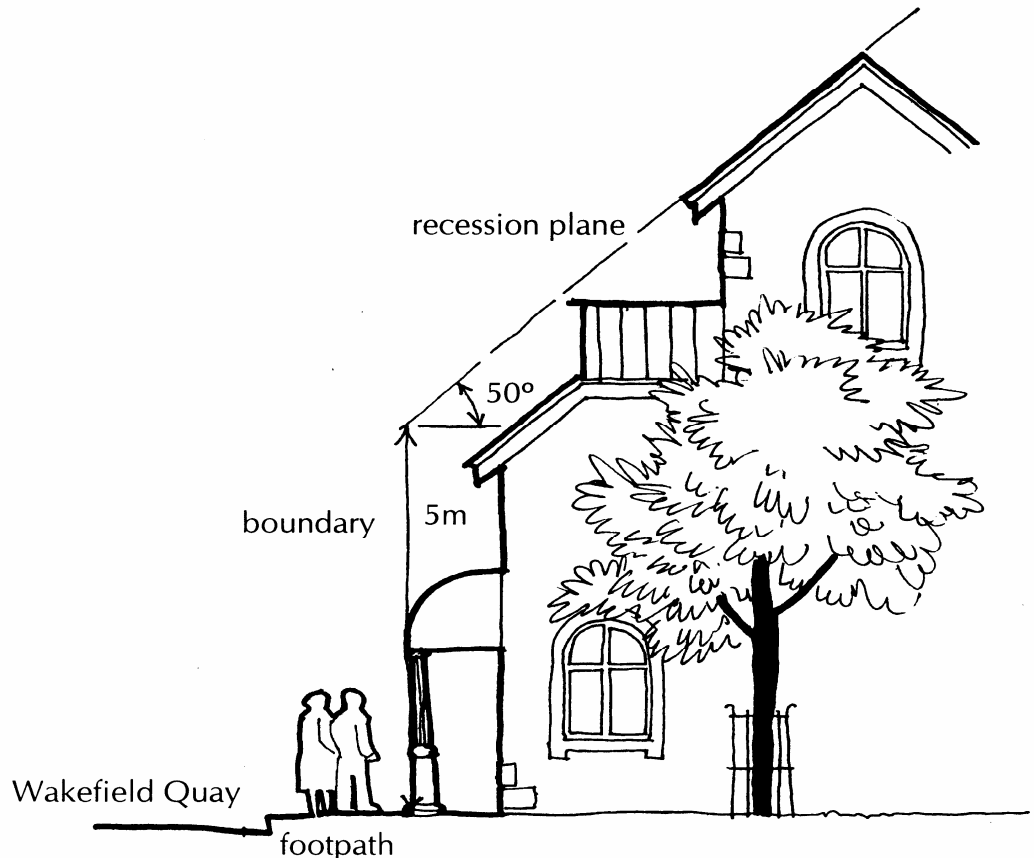 recession plane
50º
boundary
5m
Wakefield Quay
footpath